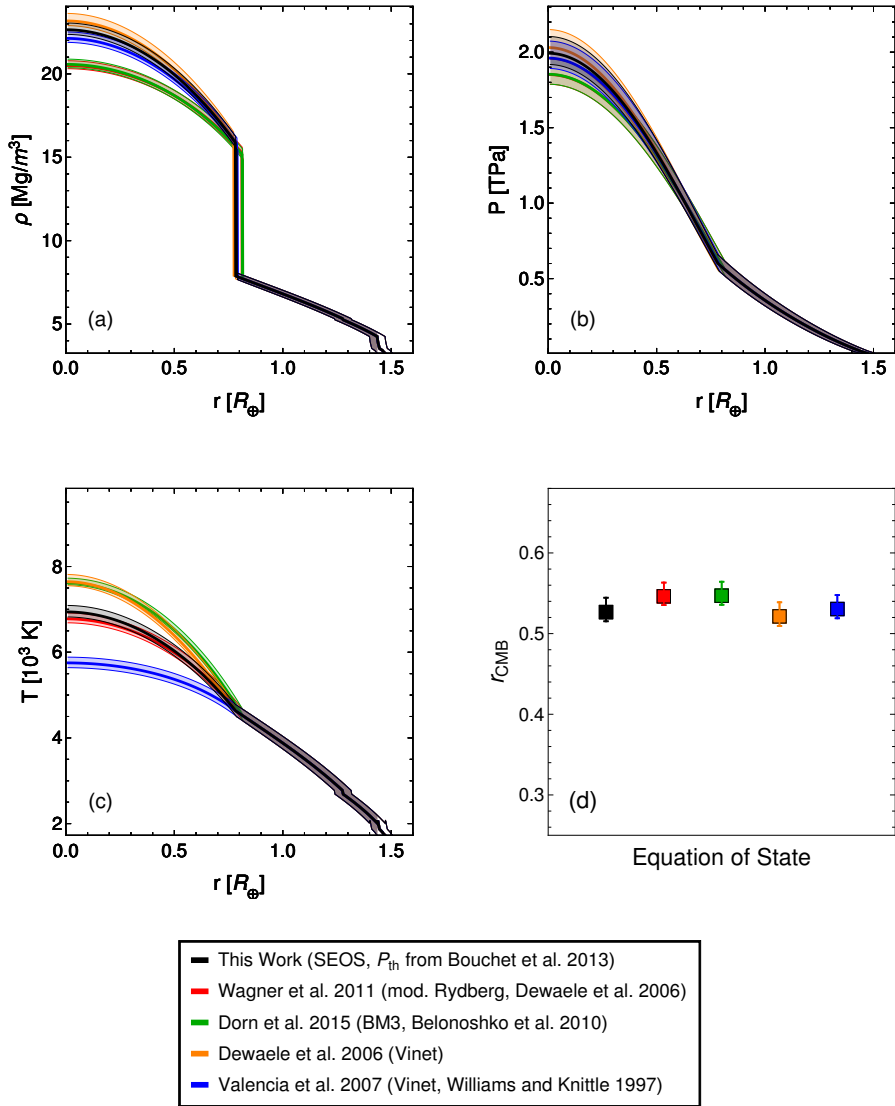 20
15
10
5
ρ [Mg/m³]
(a)
0.0 0.5 1.0 1.5
r [R⊕]
2.0
1.5
1.0
0.5
P [TPa]
(b)
0.0 0.5 1.0 1.5
r [R⊕]
8
6
4
2
T [10³ K]
(c)
0.0 0.5 1.0 1.5
r [R⊕]
0.6
0.5
0.4
0.3
rCMB
(d)
Equation of State
This Work (SEOS, Pth from Bouchet et al. 2013)
Wagner et al. 2011 (mod. Rydberg, Dewaele et al. 2006)
Dorn et al. 2015 (BM3, Belonoshko et al. 2010)
Dewaele et al. 2006 (Vinet)
Valencia et al. 2007 (Vinet, Williams and Knittle 1997)